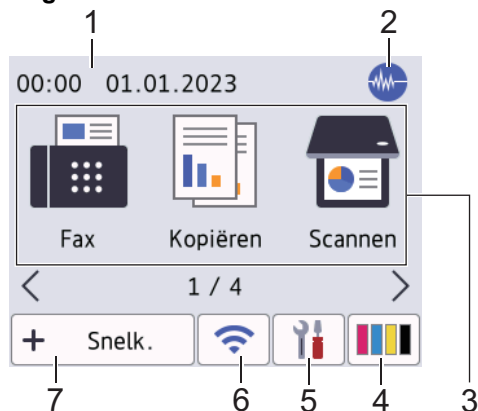 1 2
00:00 01.01.2023
Fax Kopiëren Scannen
< 1 / 4 >
+ Snelk.
7 6 5 4 3